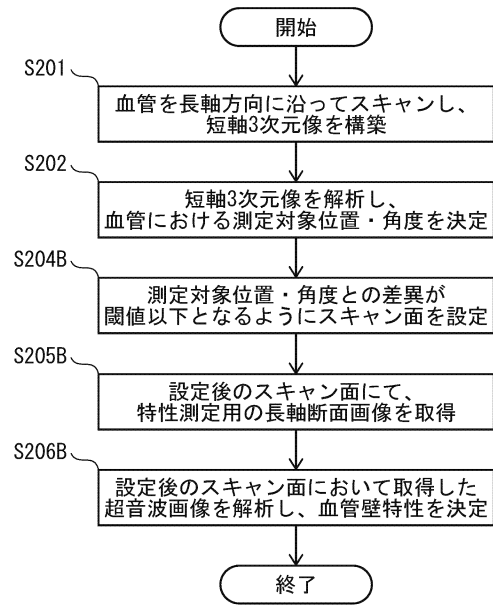 開始
S201
血管を長軸方向に沿ってスキャンし、
短軸3次元像を構築
S202
短軸3次元像を解析し、
血管における測定対象位置・角度を決定
S204B
測定対象位置・角度との差異が
閾値以下となるようにスキャン面を設定
S205B
設定後のスキャン面にて、
特性測定用の長軸断面画像を取得
S206B
設定後のスキャン面において取得した
超音波画像を解析し、血管壁特性を決定
終了